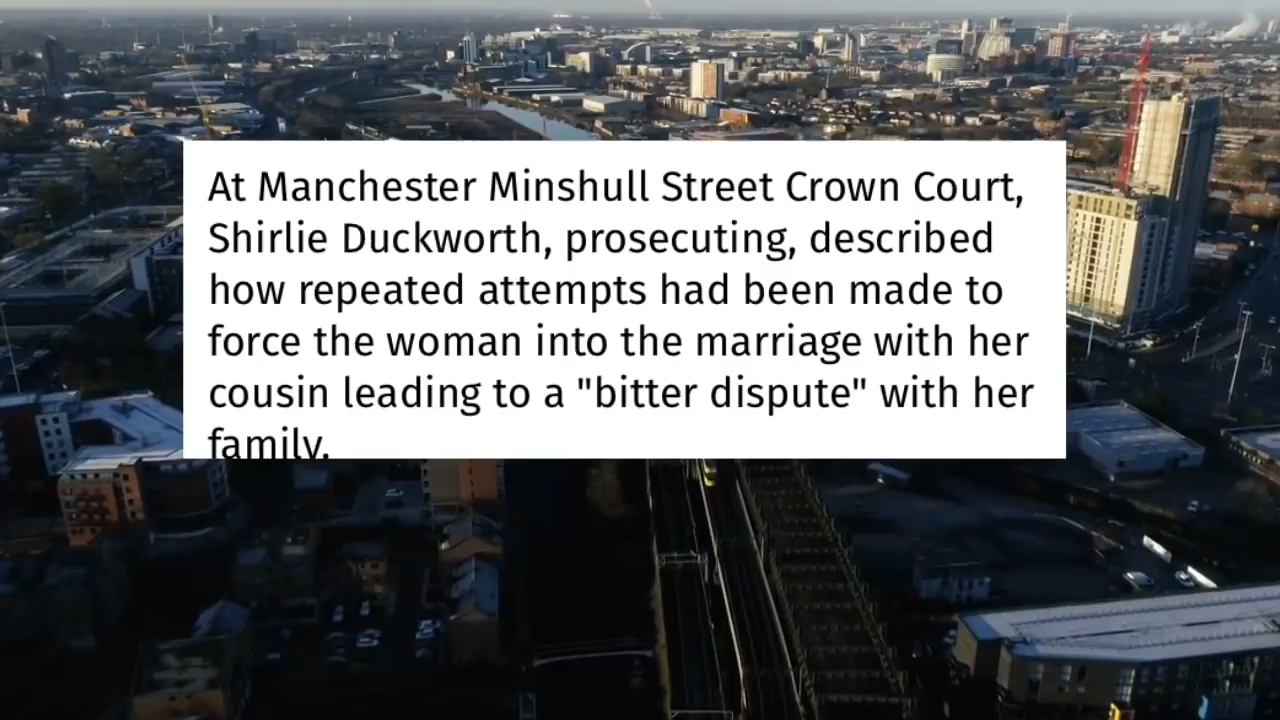 At Manchester Minshull Street Crown Court,
Shirlie Duckworth, prosecuting, described
how repeated attempts had been made to
force the woman into the marriage with her
cousin leading to a "bitter dispute" with her
family.